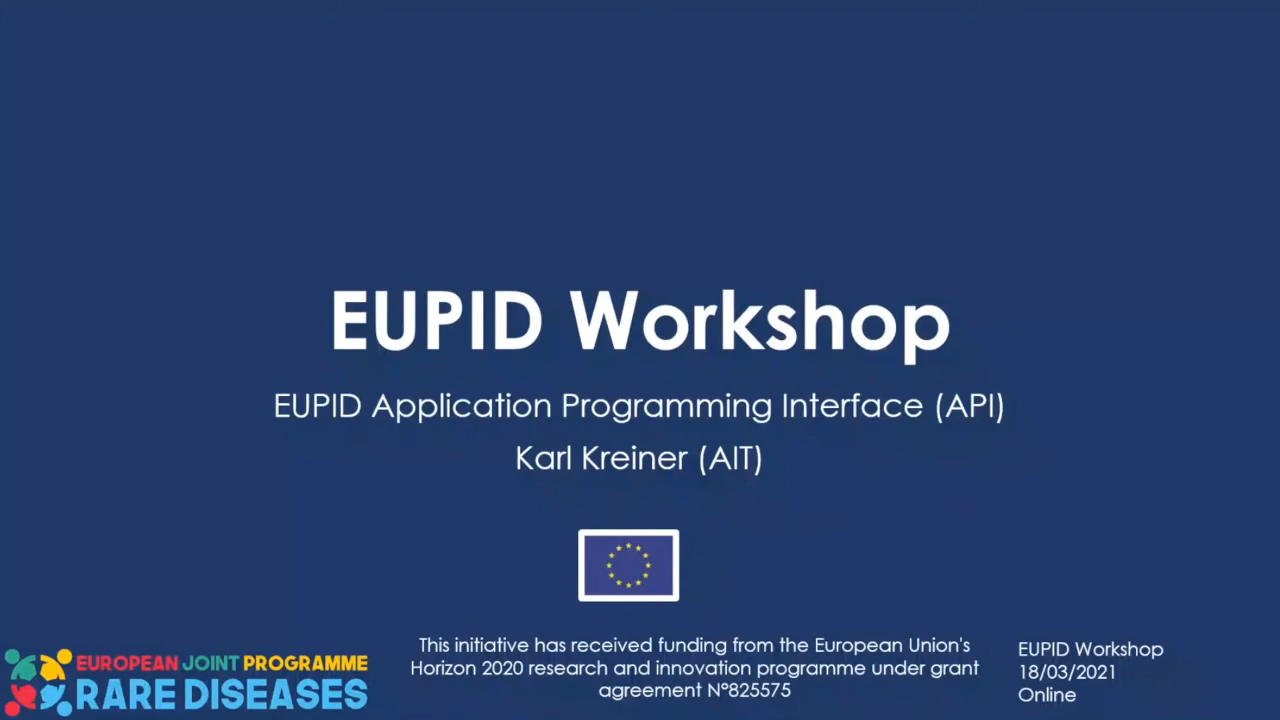 EUPID Workshop
EUPID Application Programming Interface (API)
Karl Kreiner (AIT)
EUROPEAN JOINT PROGRAMME
RARE DISEASES
This initiative has received funding from the European Union's
Horizon 2020 research and innovation programme under grant
agreement N°825575
EUPID Workshop
18/03/2021
Online